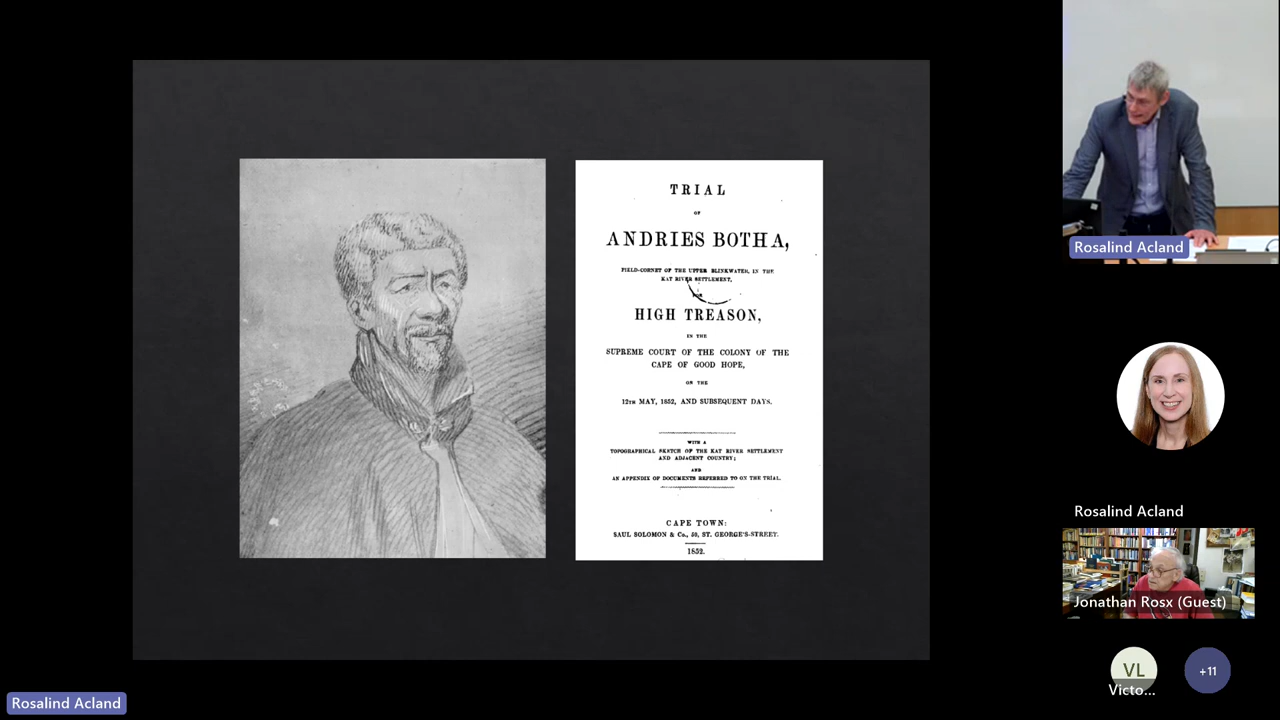 TRIAL
OF
ANDRIES BOTHA,
FIELD-CORNET OF THE UPPER BLINKWATER, IN THE
KAT RIVER SETTLEMENT,
FOR
HIGH TREASON,
IN THE
SUPREME COURT OF THE COLONY OF THE
CAPE OF GOOD HOPE,
ON THE
12TH MAY, 1852, AND SUBSEQUENT DAYS.
WITH A
TOPOGRAPHICAL SKETCH OF THE KAT RIVER SETTLEMENT
AND ADJACENT COUNTRY;
AND
AN APPENDIX OF DOCUMENTS REFERRED TO ON THE TRIAL.
CAPE TOWN:
SAUL SOLOMON & Co., 50, ST. GEORGE'S-STREET.
1852.
Rosalind Acland
Rosalind Acland
Jonathan Rosx (Guest)
VL
Victo...
+11
Rosalind Acland